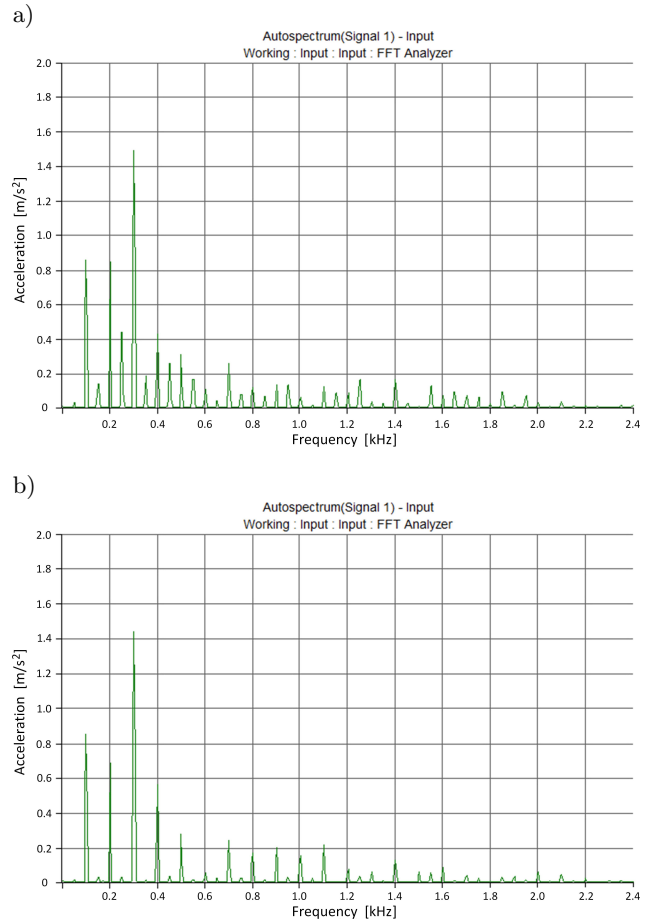 a)
Autospectrum(Signal 1) - Input
Working : Input : Input : FFT Analyzer
2.0
1.8
1.6
1.4
1.2
1.0
0.8
0.6
0.4
0.2
0
Acceleration [m/s²]
0.2 0.4 0.6 0.8 1.0 1.2 1.4 1.6 1.8 2.0 2.2 2.4
Frequency [kHz]
b)
Autospectrum(Signal 1) - Input
Working : Input : Input : FFT Analyzer
2.0
1.8
1.6
1.4
1.2
1.0
0.8
0.6
0.4
0.2
0
Acceleration [m/s²]
0.2 0.4 0.6 0.8 1.0 1.2 1.4 1.6 1.8 2.0 2.2 2.4
Frequency [kHz]